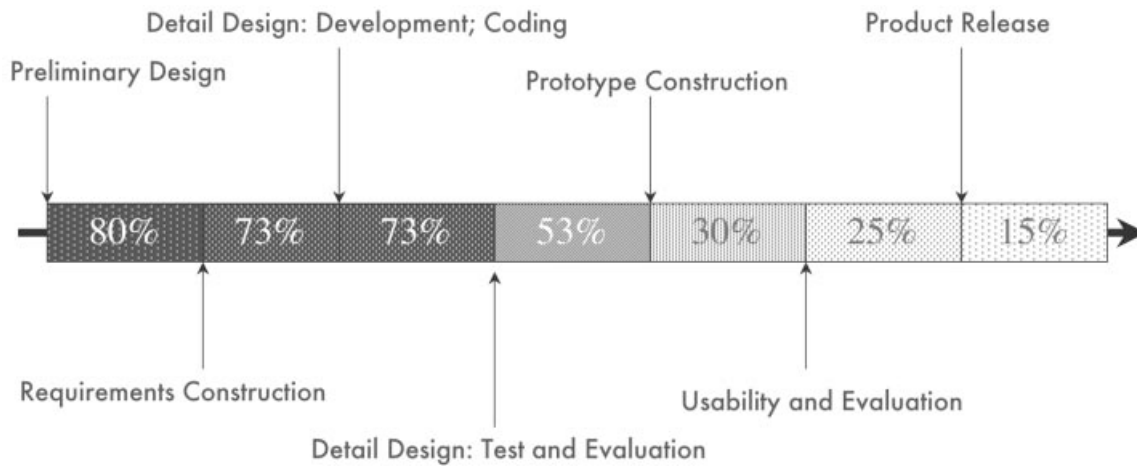 Detail Design: Development; Coding
Product Release
Preliminary Design
Prototype Construction
80% 73% 73% 53% 30% 25% 15%
Requirements Construction
Usability and Evaluation
Detail Design: Test and Evaluation